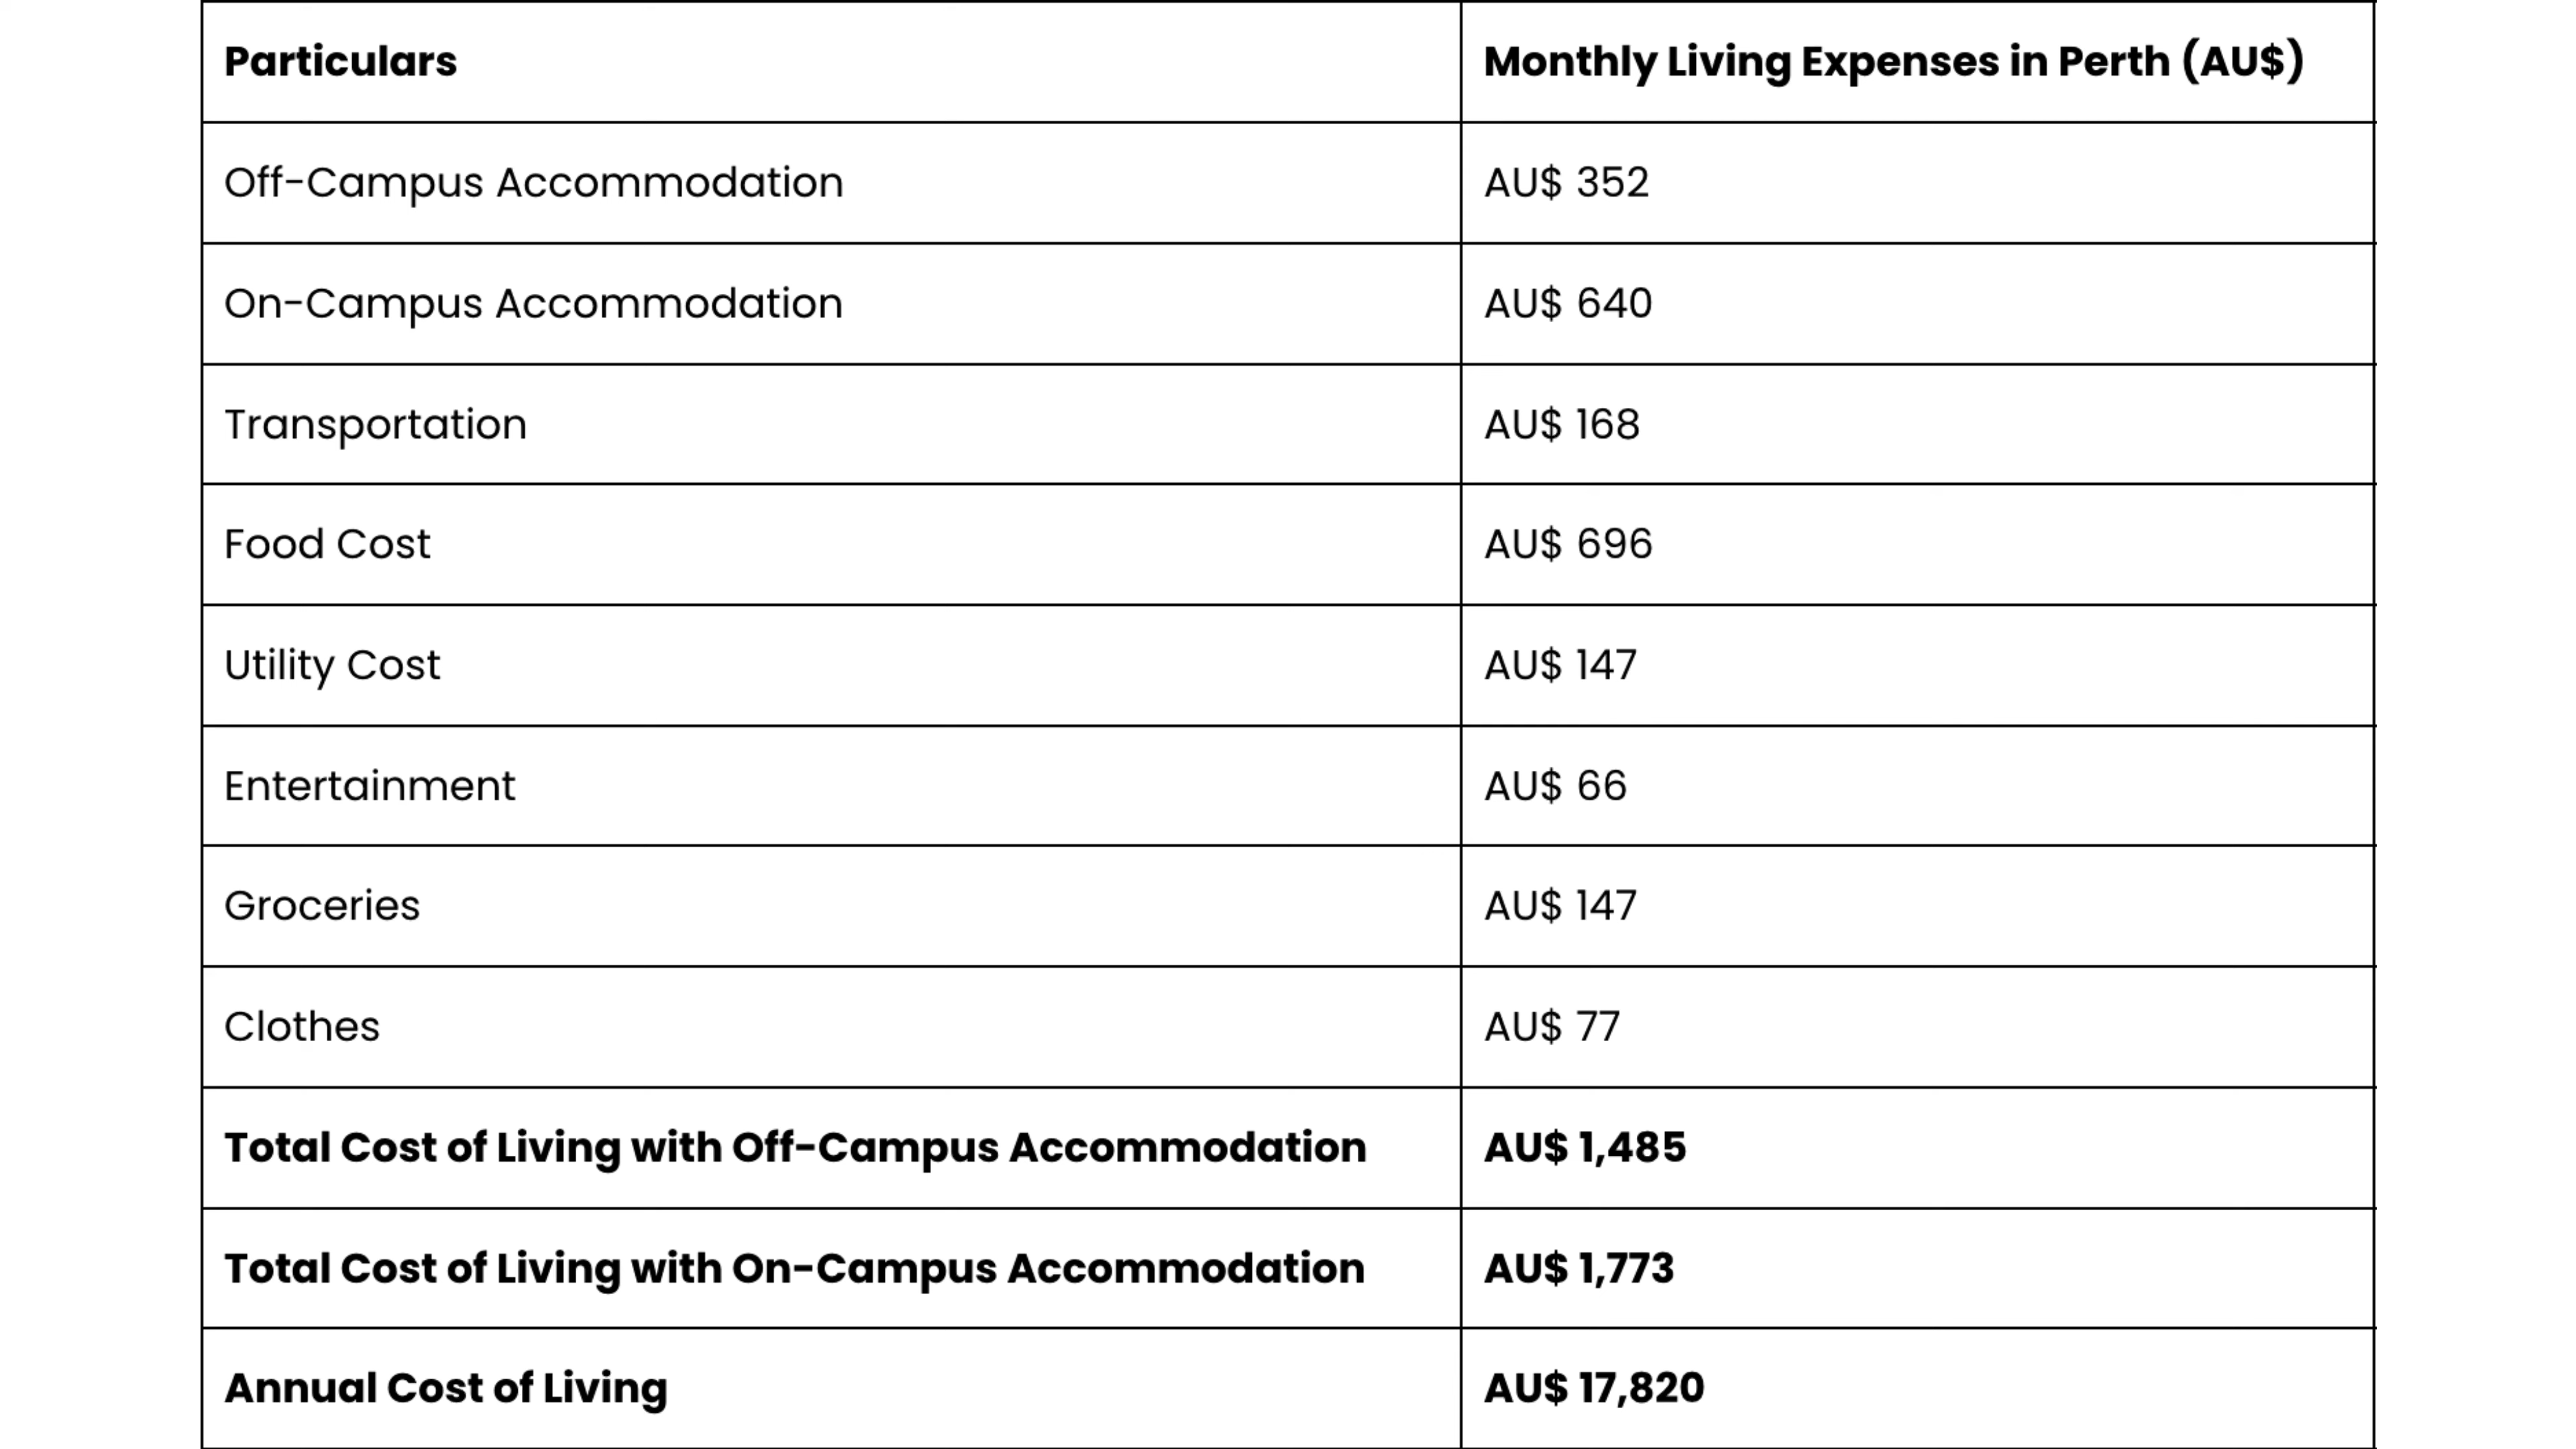 Particulars Monthly Living Expenses in Perth (AU$)
Off-Campus Accommodation AU$ 352
On-Campus Accommodation AU$ 640
Transportation AU$ 168
Food Cost AU$ 696
Utility Cost AU$ 147
Entertainment AU$ 66
Groceries AU$ 147
Clothes AU$ 77
Total Cost of Living with Off-Campus Accommodation AU$ 1,485
Total Cost of Living with On-Campus Accommodation AU$ 1,773
Annual Cost of Living AU$ 17,820